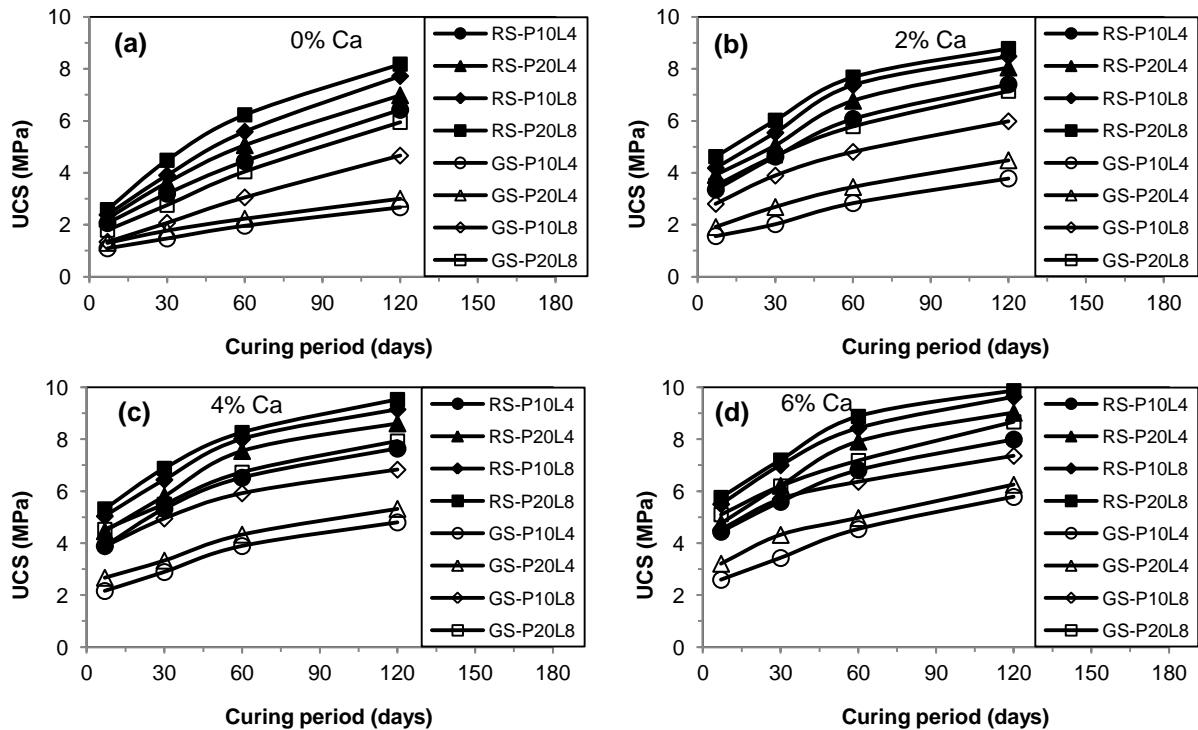 (a) 0% Ca
UCS (MPa)
10
8
6
4
2
0
0 30 60 90 120 150 180
Curing period (days)
RS-P10L4
RS-P20L4
RS-P10L8
RS-P20L8
GS-P10L4
GS-P20L4
GS-P10L8
GS-P20L8
(b) 2% Ca
UCS (MPa)
10
8
6
4
2
0
0 30 60 90 120 150 180
Curing period (days)
RS-P10L4
RS-P20L4
RS-P10L8
RS-P20L8
GS-P10L4
GS-P20L4
GS-P10L8
GS-P20L8
(c) 4% Ca
UCS (MPa)
10
8
6
4
2
0
0 30 60 90 120 150 180
Curing period (days)
RS-P10L4
RS-P20L4
RS-P10L8
RS-P20L8
GS-P10L4
GS-P20L4
GS-P10L8
GS-P20L8
(d) 6% Ca
UCS (MPa)
10
8
6
4
2
0
0 30 60 90 120 150 180
Curing period (days)
RS-P10L4
RS-P20L4
RS-P10L8
RS-P20L8
GS-P10L4
GS-P20L4
GS-P10L8
GS-P20L8